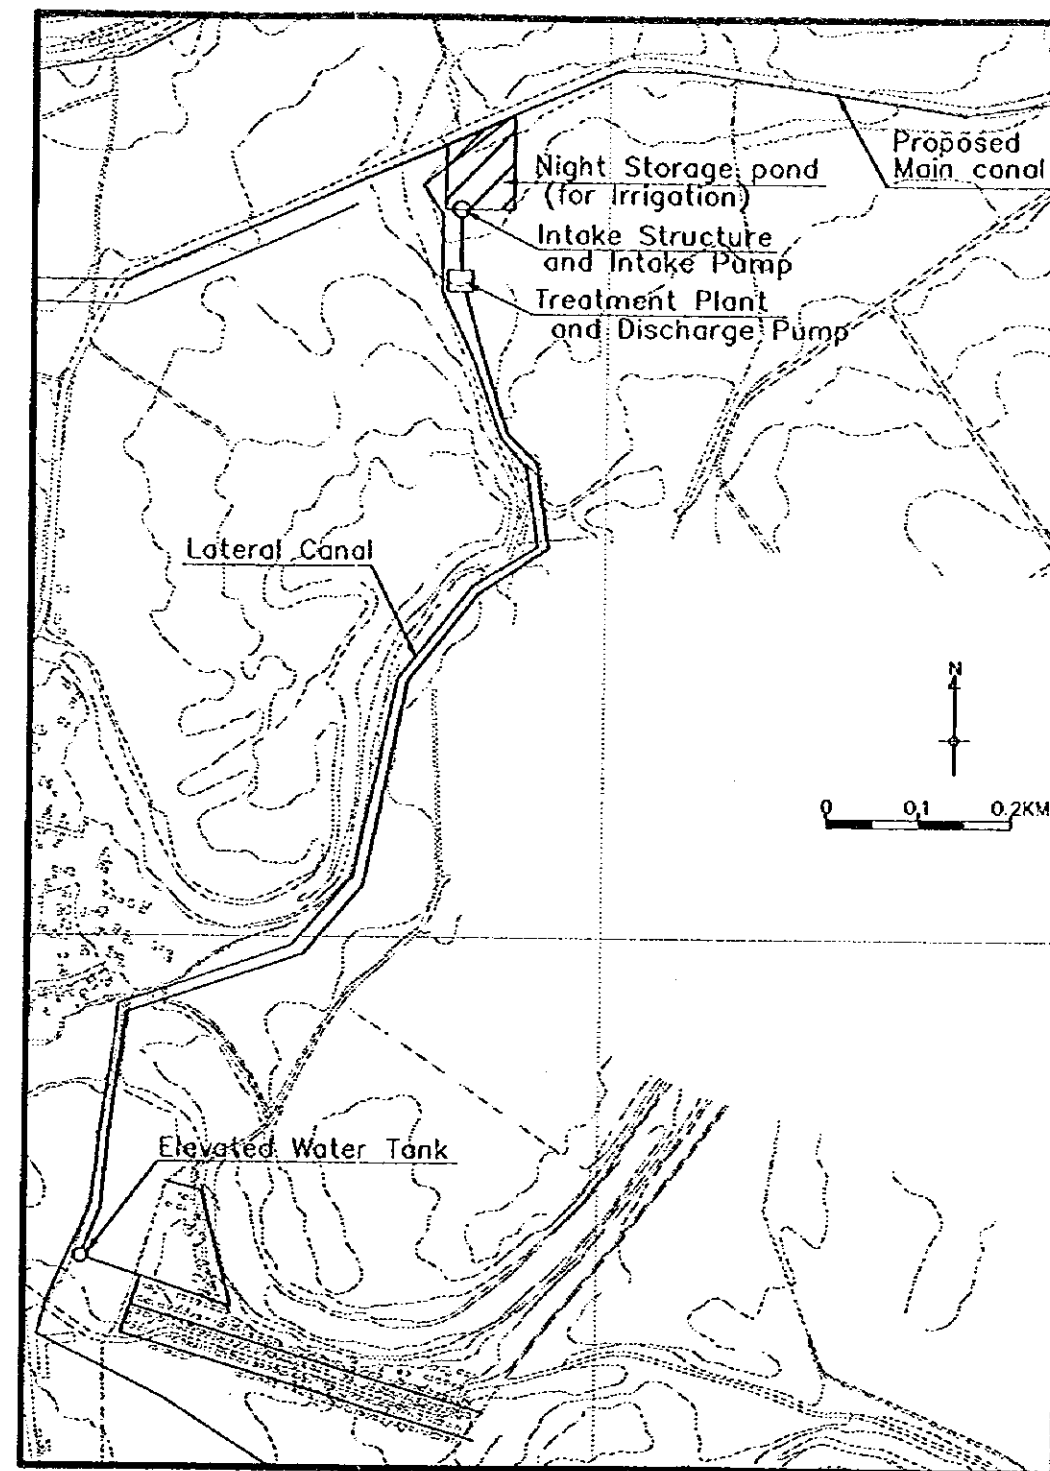 Proposed
Main canal
Night Storage pond
(for Irrigation)
Intake Structure
and Intake Pump
Treatment Plant
and Discharge Pump
Lateral Canal
N
0 0.1 0.2KM
Elevated Water Tank